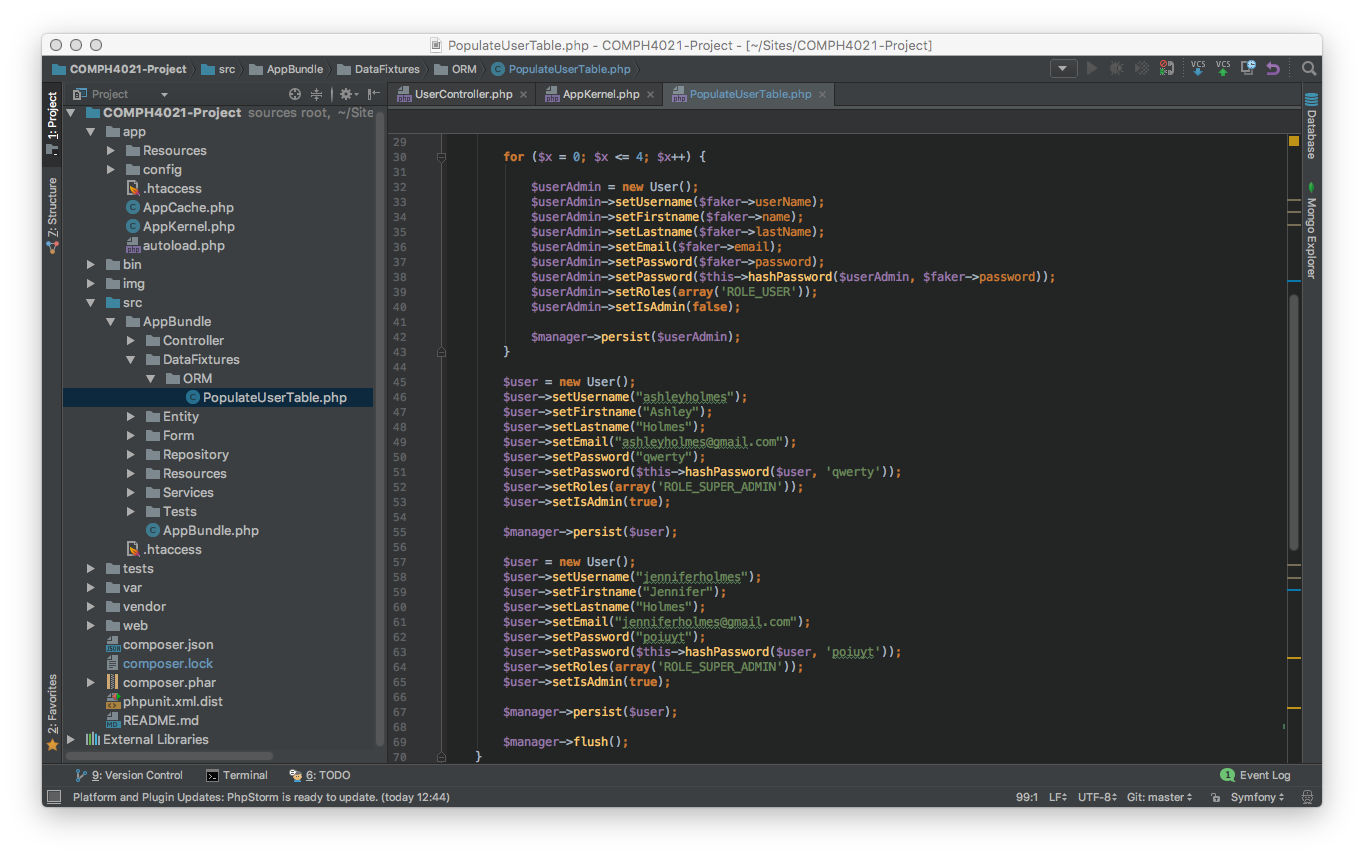 PopulateUserTable.php - COMPH4021-Project - [~/Sites/COMPH4021-Project]
COMPH4021-Project src AppBundle DataFixtures ORM PopulateUserTable.php
VCS VCS
Project
UserController.php × AppKernel.php × PopulateUserTable.php ×
1: Project
Z: Structure
2: Favorites
COMPH4021-Project sources root, ~/Site
app
Resources
config
.htaccess
AppCache.php
AppKernel.php
autoload.php
bin
img
src
AppBundle
Controller
DataFixtures
ORM
PopulateUserTable.php
Entity
Form
Repository
Resources
Services
Tests
AppBundle.php
.htaccess
tests
var
vendor
web
composer.json
composer.lock
composer.phar
phpunit.xml.dist
README.md
External Libraries
29
30 for ($x = 0; $x <= 4; $x++) {
31
32 $userAdmin = new User();
33 $userAdmin->setUsername($faker->userName);
34 $userAdmin->setFirstname($faker->name);
35 $userAdmin->setLastname($faker->lastName);
36 $userAdmin->setEmail($faker->email);
37 $userAdmin->setPassword($faker->password);
38 $userAdmin->setPassword($this->hashPassword($userAdmin, $faker->password));
39 $userAdmin->setRoles(array('ROLE_USER'));
40 $userAdmin->setIsAdmin(false);
41
42 $manager->persist($userAdmin);
43 }
44
45 $user = new User();
46 $user->setUsername("ashleyholmes");
47 $user->setFirstname("Ashley");
48 $user->setLastname("Holmes");
49 $user->setEmail("ashleyholmes@gmail.com");
50 $user->setPassword("qwerty");
51 $user->setPassword($this->hashPassword($user, 'qwerty'));
52 $user->setRoles(array('ROLE_SUPER_ADMIN'));
53 $user->setIsAdmin(true);
54
55 $manager->persist($user);
56
57 $user = new User();
58 $user->setUsername("jenniferholmes");
59 $user->setFirstname("Jennifer");
60 $user->setLastname("Holmes");
61 $user->setEmail("jenniferholmes@gmail.com");
62 $user->setPassword("poiuyt");
63 $user->setPassword($this->hashPassword($user, 'poiuyt'));
64 $user->setRoles(array('ROLE_SUPER_ADMIN'));
65 $user->setIsAdmin(true);
66
67 $manager->persist($user);
68
69 $manager->flush();
70 }
Database
Mongo Explorer
9: Version Control Terminal 6: TODO 1 Event Log
Platform and Plugin Updates: PhpStorm is ready to update. (today 12:44) 99:1 LF UTF-8 Git: master Symfony